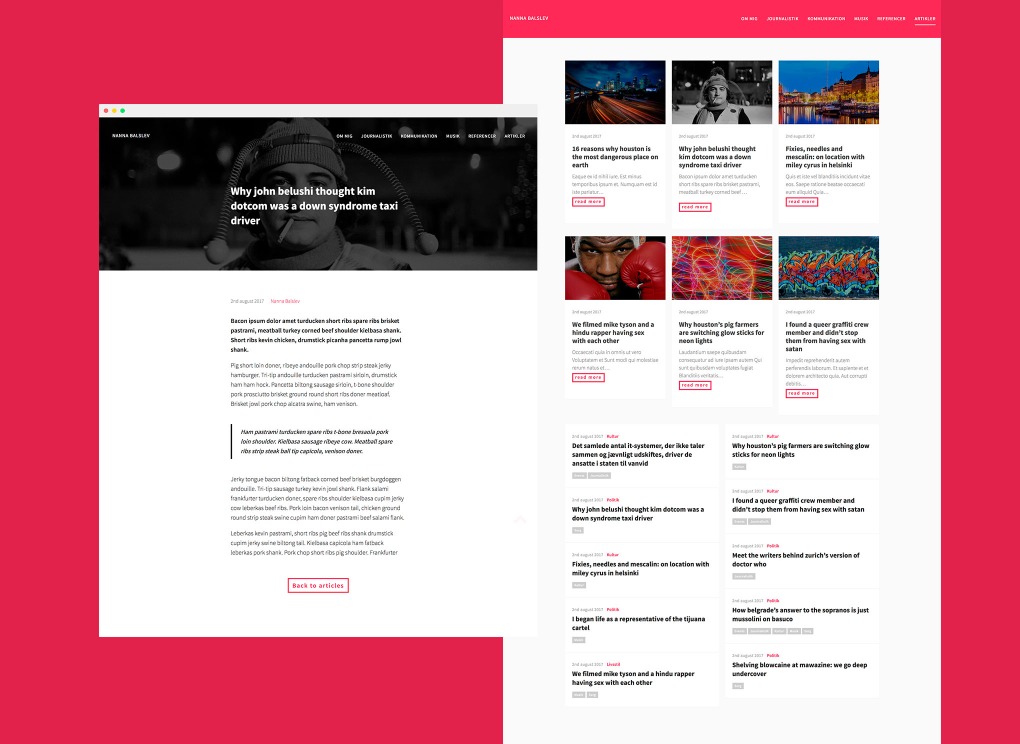 NANNA BALSLEV
OM MIG JOURNALISTIK KOMMUNIKATION MUSIK REFERENCER ARTIKLER
Why john belushi thought kim
dotcom was a down syndrome taxi
driver
2nd august 2017 Nanna Balslev
Bacon ipsum dolor amet turducken short ribs spare ribs brisket
pastrami, meatball turkey corned beef shoulder kielbasa shank.
Short ribs kevin chicken, drumstick picanha pancetta rump jowl
shank.
Pig short loin doner, ribeye andouille pork chop strip steak jerky
hamburger. Tri-tip andouille turducken pastrami sirloin, drumstick
ham ham hock. Pancetta biltong sausage sirloin, t-bone shoulder
pork prosciutto brisket ground round short ribs doner meatloaf.
Brisket jowl pork chop alcatra swine, ham venison.
Ham pastrami turducken spare ribs t-bone bresaola pork
loin shoulder. Kielbasa sausage ribeye cow. Meatball spare
ribs strip steak ball tip capicola, venison doner.
Jerky tongue bacon biltong fatback corned beef brisket burgdoggen
andouille. Tri-tip sausage turkey kevin jowl shank. Flank salami
frankfurter turducken doner, spare ribs shoulder kielbasa cupim jerky
cow leberkas beef ribs. Pork loin bacon venison tail, chicken ground
round strip steak swine cupim ham doner pastrami beef salami flank.
Leberkas kevin pastrami, short ribs pig beef ribs shank drumstick
cupim jerky swine biltong tail. Kielbasa capicola ham fatback
leberkas pork shank. Pork chop short ribs pig shoulder. Frankfurter
Back to articles
NANNA BALSLEV
OM MIG JOURNALISTIK KOMMUNIKATION MUSIK REFERENCER ARTIKLER
2nd august 2017
16 reasons why houston is
the most dangerous place on
earth
Eaque ex id nihil iure. Est minus
temporibus ipsum et. Numquam est id
iste pariatur…
read more
2nd august 2017
Why john belushi thought
kim dotcom was a down
syndrome taxi driver
Bacon ipsum dolor amet turducken
short ribs spare ribs brisket pastrami,
meatball turkey corned beef …
read more
2nd august 2017
Fixies, needles and
mescalin: on location with
miley cyrus in helsinki
Quis et iste vel blanditiis incidunt vitae
eos. Saepe ratione beatae occaecati
eum eliquid Quia…
read more
2nd august 2017
We filmed mike tyson and a
hindu rapper having sex
with each other
Occaecati quia in omnis ut vero
Voluptatem et Sunt modi qui molestiae
rerum natus et …
read more
2nd august 2017
Why houston's pig farmers
are switching glow sticks for
neon lights
Laudantium saepe quibusdam
consequatur ad iure ipsam autem Qui
sunt quibusdam voluptates fugiat
Blanditiis veritatis…
read more
2nd august 2017
I found a queer graffiti crew
member and didn't stop
them from having sex with
satan
Impedit reprehenderit autem
perferendis laborum. Et sapiente et et
dolorem architecto quia. Aut corrupti
debitis…
read more
2nd august 2017 Kultur
Det samlede antal it-systemer, der ikke taler
sammen og jævnligt udskiftes, driver de
ansatte i staten til vanvid
2nd august 2017 Politik
Why john belushi thought kim dotcom was a
down syndrome taxi driver
2nd august 2017 Kultur
Fixies, needles and mescalin: on location with
miley cyrus in helsinki
2nd august 2017 Politik
I began life as a representative of the tijuana
cartel
2nd august 2017 Livsstil
We filmed mike tyson and a hindu rapper
having sex with each other
2nd august 2017 Kultur
Why houston's pig farmers are switching glow
sticks for neon lights
2nd august 2017 Kultur
I found a queer graffiti crew member and
didn't stop them from having sex with satan
2nd august 2017 Politik
Meet the writers behind zurich's version of
doctor who
2nd august 2017 Politik
How belgrade's answer to the sopranos is just
mussolini on basuco
2nd august 2017 Politik
Shelving blowcaine at mawazine: we go deep
undercover